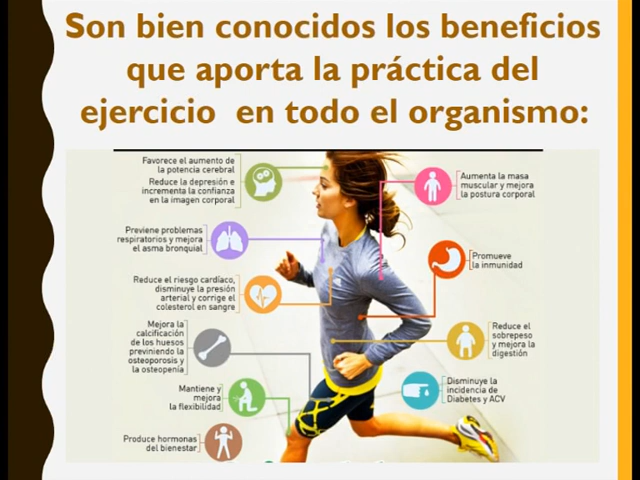 Son bien conocidos los beneficios
que aporta la práctica del
ejercicio en todo el organismo:
Favorece el aumento de
la potencia cerebral
Reduce la depresión e
incrementa la confianza
en la imagen corporal
Previene problemas
respiratorios y mejora
el asma bronquial
Reduce el riesgo cardíaco,
disminuye la presión
arterial y corrige el
colesterol en sangre
Mejora la
calcificación
de los huesos
previniendo la
osteoporosis y
la osteopenía
Mantiene y
mejora
la flexibilidad
Produce hormonas
del bienestar
Aumenta la masa
muscular y mejora
la postura corporal
Promueve
la inmunidad
Reduce el
sobrepeso
y mejora la
digestión
Disminuye la
incidencia de
Diabetes y ACV